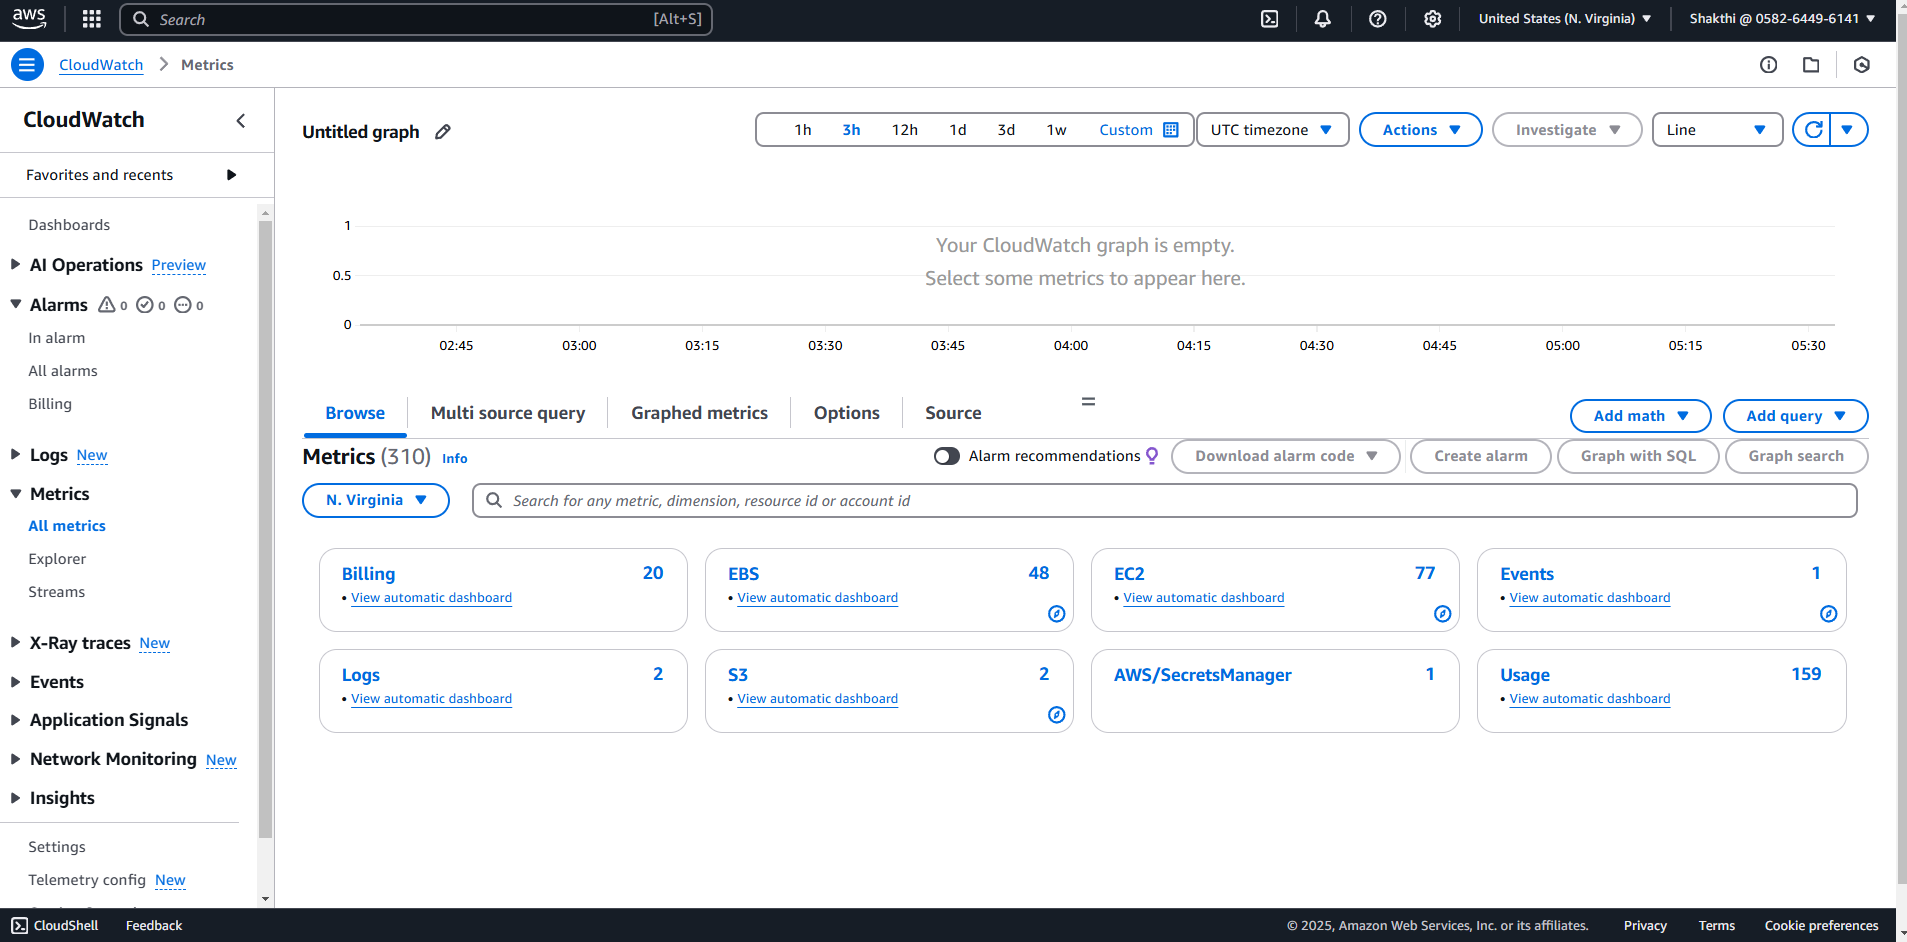 aws
Search [Alt+S]
United States (N. Virginia)
Shakthi @ 0582-6449-6141
CloudWatch Metrics
CloudWatch
Favorites and recents
Dashboards
AI Operations Preview
Alarms 0 0 0
In alarm
All alarms
Billing
Logs New
Metrics
All metrics
Explorer
Streams
X-Ray traces New
Events
Application Signals
Network Monitoring New
Insights
Settings
Telemetry config New
Untitled graph
1h 3h 12h 1d 3d 1w Custom
UTC timezone
Actions
Investigate
Line
1
0.5
0
Your CloudWatch graph is empty.
Select some metrics to appear here.
02:45 03:00 03:15 03:30 03:45 04:00 04:15 04:30 04:45 05:00 05:15 05:30
Browse Multi source query Graphed metrics Options Source
Add math
Add query
Metrics (310) Info
Alarm recommendations
Download alarm code
Create alarm
Graph with SQL
Graph search
N. Virginia
Search for any metric, dimension, resource id or account id
Billing 20
• View automatic dashboard
EBS 48
• View automatic dashboard
EC2 77
• View automatic dashboard
Events 1
• View automatic dashboard
Logs 2
• View automatic dashboard
S3 2
• View automatic dashboard
AWS/SecretsManager 1
Usage 159
• View automatic dashboard
CloudShell Feedback
© 2025, Amazon Web Services, Inc. or its affiliates.
Privacy Terms Cookie preferences